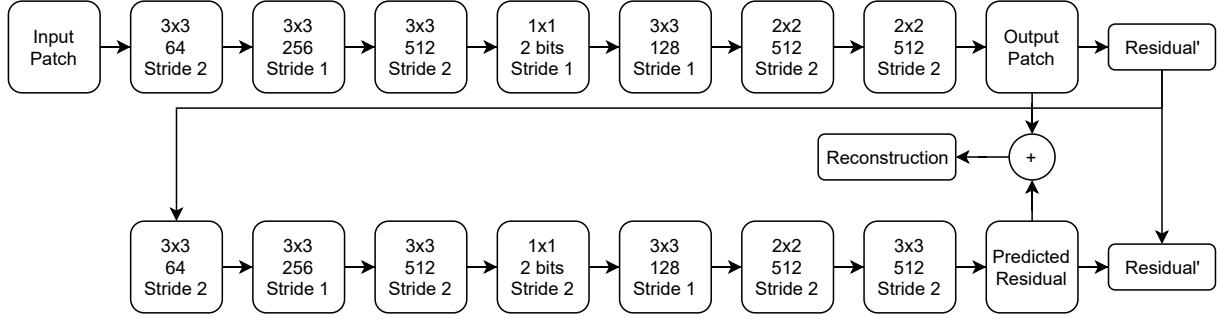 Input
Patch
3x3
64
Stride 2
3x3
256
Stride 1
3x3
512
Stride 2
1x1
2 bits
Stride 1
3x3
128
Stride 1
2x2
512
Stride 2
2x2
512
Stride 2
Output
Patch
Residual'
Reconstruction
+
3x3
64
Stride 2
3x3
256
Stride 1
3x3
512
Stride 2
1x1
2 bits
Stride 2
3x3
128
Stride 1
2x2
512
Stride 2
3x3
512
Stride 2
Predicted
Residual
Residual'